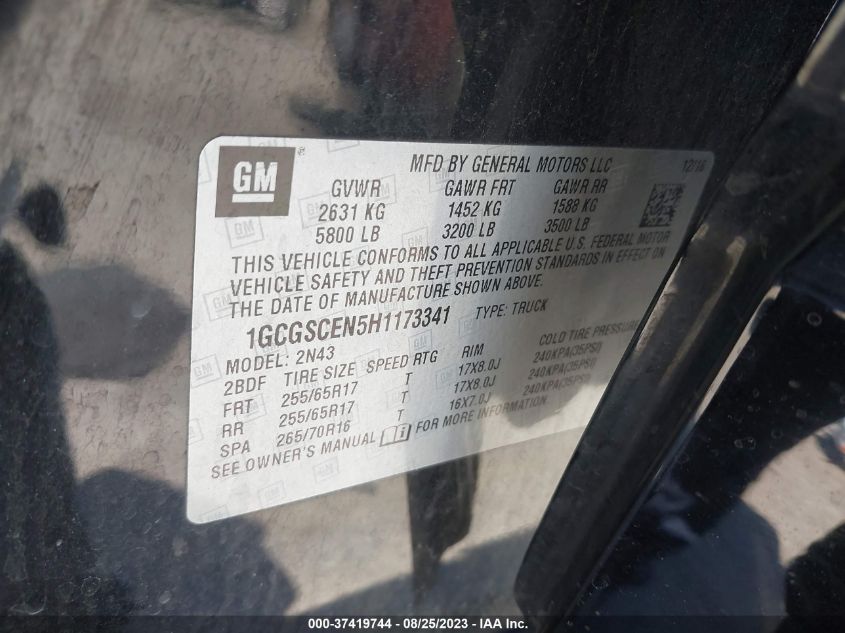 GM ®
MFD BY GENERAL MOTORS LLC 12/16
GVWR GAWR FRT GAWR RR
2631 KG 1452 KG 1588 KG
5800 LB 3200 LB 3500 LB
THIS VEHICLE CONFORMS TO ALL APPLICABLE U.S. FEDERAL MOTOR
VEHICLE SAFETY AND THEFT PREVENTION STANDARDS IN EFFECT ON
THE DATE OF MANUFACTURE SHOWN ABOVE.
1GCGSCEN5H1173341 TYPE: TRUCK
MODEL: 2N43
2BDF TIRE SIZE SPEED RTG RIM COLD TIRE PRESSURE
FRT 255/65R17 T 17X8.0J 240KPA(35PSI)
RR 255/65R17 T 17X8.0J 240KPA(35PSI)
SPA 265/70R16 T 16X7.0J 240KPA(35PSI)
SEE OWNER'S MANUAL FOR MORE INFORMATION.
000-37419744 - 08/25/2023 - IAA Inc.